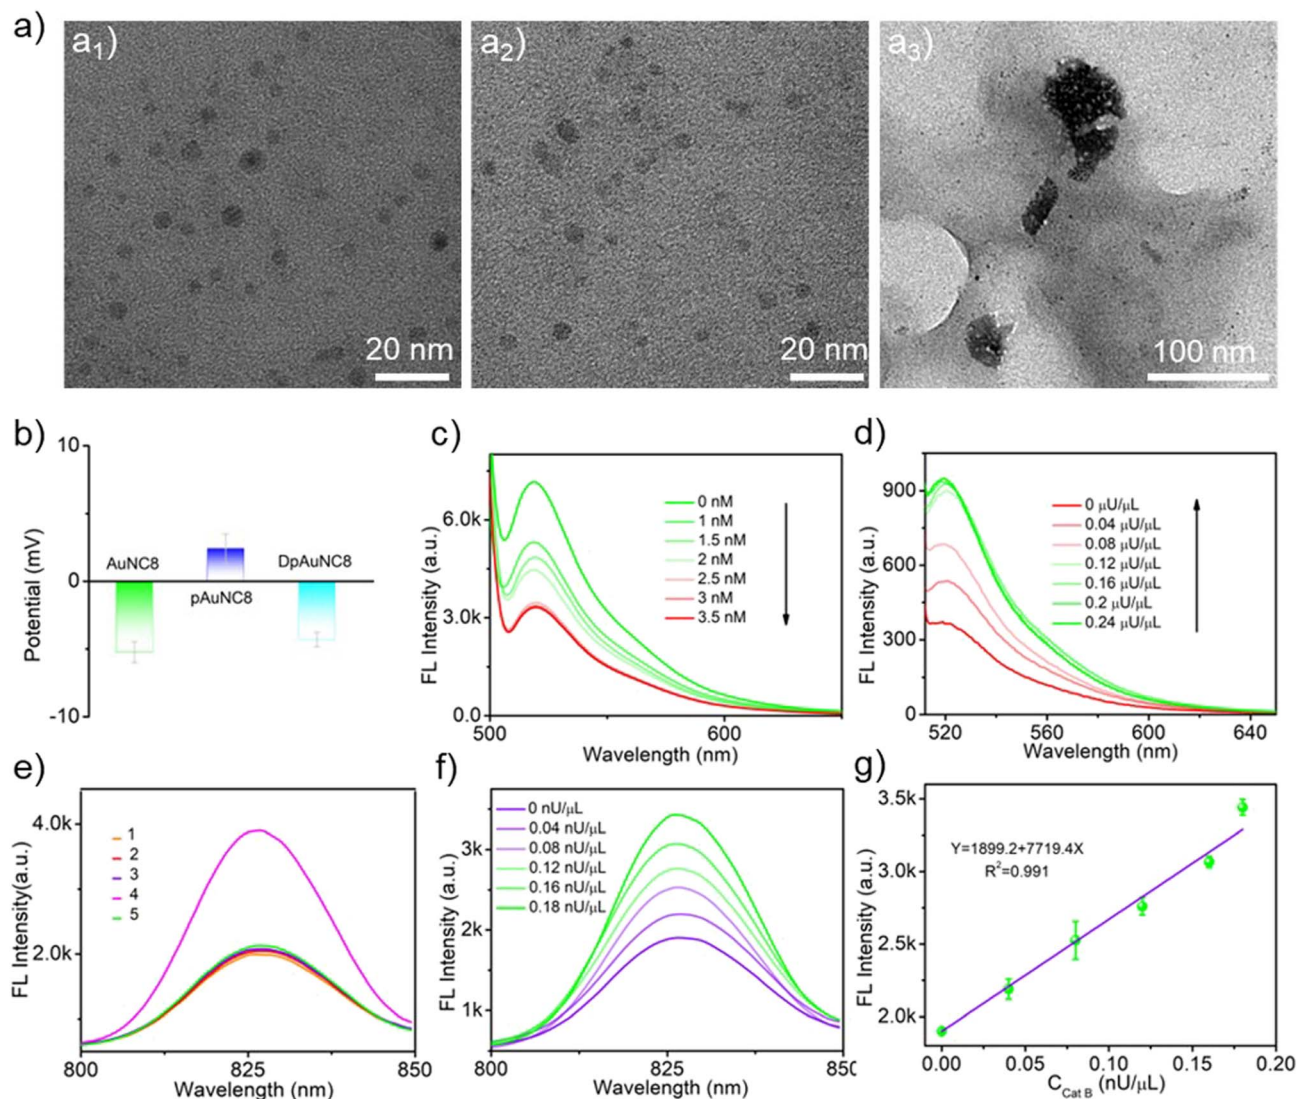 a)
a₁)
20 nm
a₂)
20 nm
a₃)
100 nm
b)
10
0
-10
Potential (mV)
AuNC8
pAuNC8
DpAuNC8
c)
6.0k
3.0k
0.0
FL Intensity (a.u.)
0 nM
1 nM
1.5 nM
2 nM
2.5 nM
3 nM
3.5 nM
500
600
Wavelength (nm)
d)
900
600
300
0
FL Intensity (a.u.)
0 μU/μL
0.04 μU/μL
0.08 μU/μL
0.12 μU/μL
0.16 μU/μL
0.2 μU/μL
0.24 μU/μL
520
560
600
640
Wavelength (nm)
e)
4.0k
2.0k
FL Intensity(a.u.)
1
2
3
4
5
800
825
850
Wavelength (nm)
f)
3k
2k
1k
FL Intensity (a.u.)
0 nU/μL
0.04 nU/μL
0.08 nU/μL
0.12 nU/μL
0.16 nU/μL
0.18 nU/μL
800
825
850
Wavelength (nm)
g)
3.5k
3.0k
2.5k
2.0k
FL Intensity (a.u.)
Y=1899.2+7719.4X
R²=0.991
0.00
0.05
0.10
0.15
0.20
C Cat B (nU/μL)